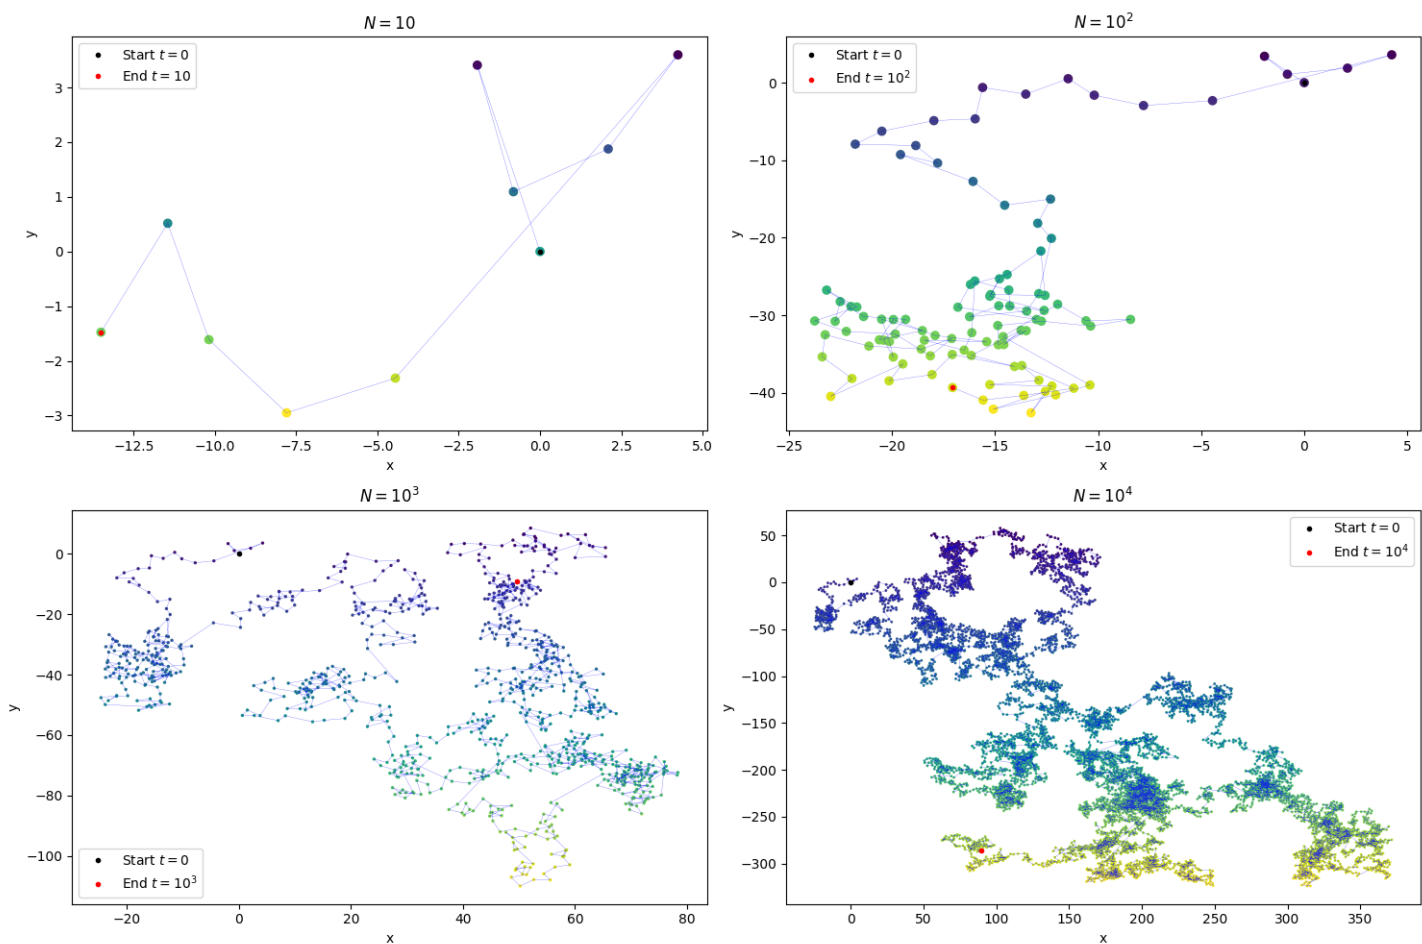 N = 10
Start t = 0
End t = 10
3
2
1
0
−1
−2
−3
y
−12.5 −10.0 −7.5 −5.0 −2.5 0.0 2.5 5.0
x
N = 10²
Start t = 0
End t = 10²
0
−10
−20
−30
−40
y
−25 −20 −15 −10 −5 0 5
x
N = 10³
0
−20
−40
−60
−80
−100
y
Start t = 0
End t = 10³
−20 0 20 40 60 80
x
N = 10⁴
Start t = 0
End t = 10⁴
50
0
−50
−100
−150
−200
−250
−300
y
0 50 100 150 200 250 300 350
x